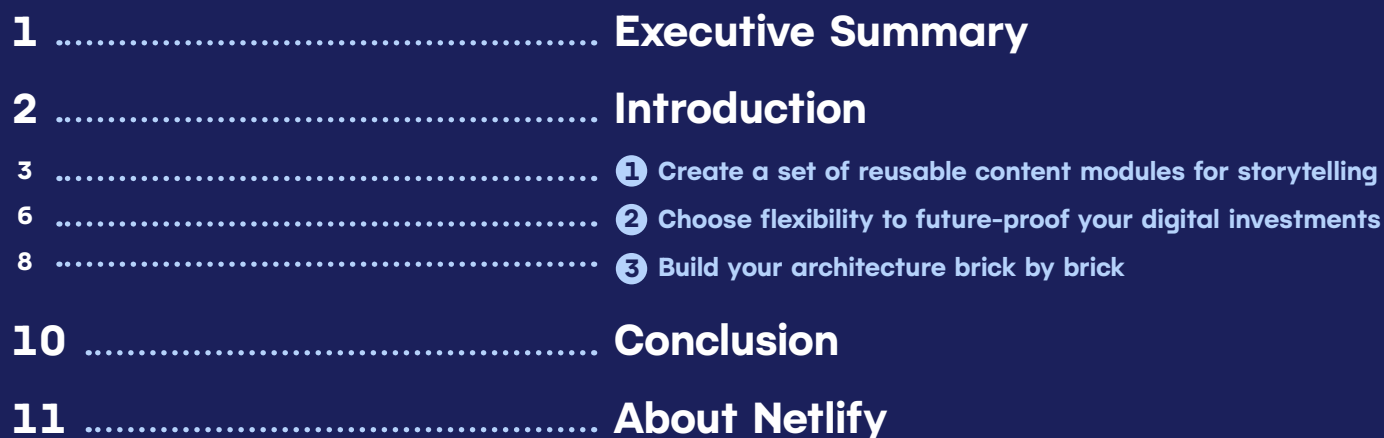 1 Executive Summary
2 Introduction
3 1 Create a set of reusable content modules for storytelling
6 2 Choose flexibility to future-proof your digital investments
8 3 Build your architecture brick by brick
10 Conclusion
11 About Netlify